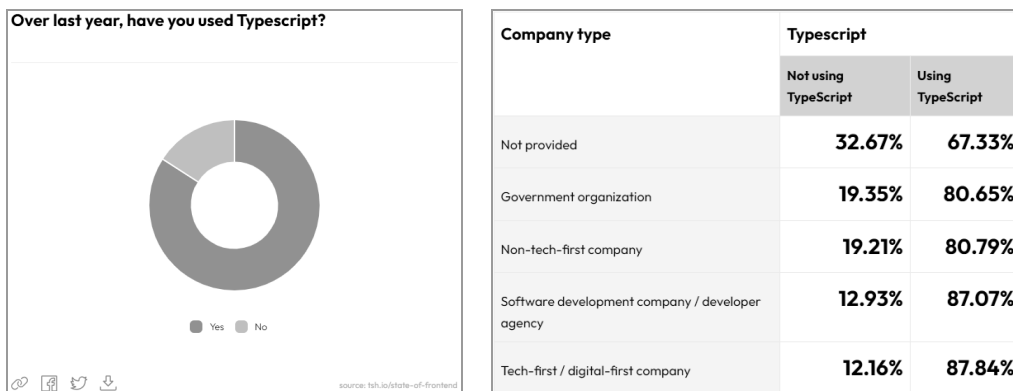 Over last year, have you used Typescript?
Yes No
source: tsh.io/state-of-frontend
Company type Typescript
Not using Using
TypeScript TypeScript
Not provided 32.67% 67.33%
Government organization 19.35% 80.65%
Non-tech-first company 19.21% 80.79%
Software development company / developer 12.93% 87.07%
agency
Tech-first / digital-first company 12.16% 87.84%